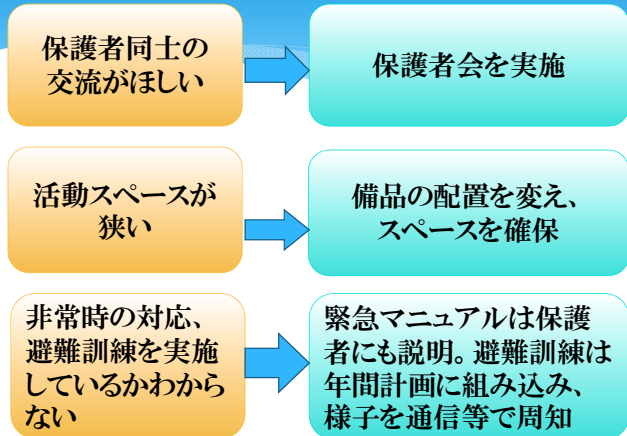 保護者同士の
交流がほしい
保護者会を実施
活動スペースが
狭い
備品の配置を変え、
スペースを確保
非常時の対応、
避難訓練を実施
しているかわから
ない
緊急マニュアルは保護
者にも説明。避難訓練は
年間計画に組み込み、
様子を通信等で周知